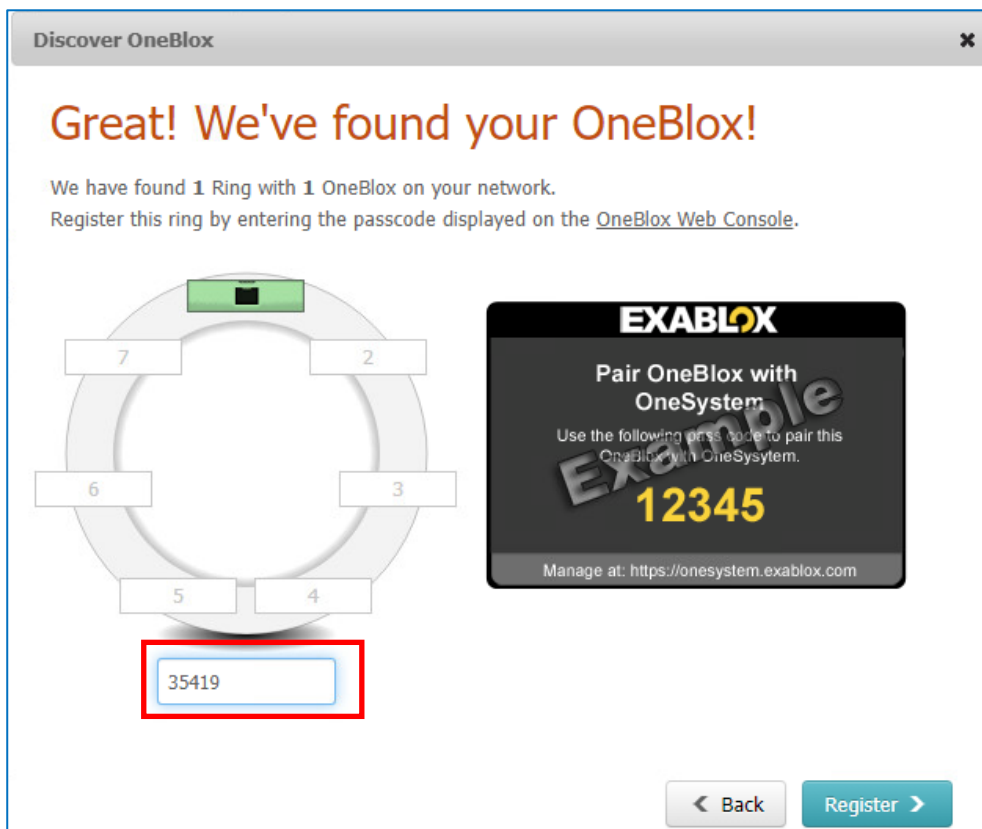 Discover OneBlox
Great! We've found your OneBlox!
We have found 1 Ring with 1 OneBlox on your network.
Register this ring by entering the passcode displayed on the OneBlox Web Console.
7
2
6
3
5
4
35419
EXABLOX
Pair OneBlox with
OneSystem
Use the following pass code to pair this
OneBlox with OneSysytem.
Example
12345
Manage at: https://onesystem.exablox.com
Back
Register